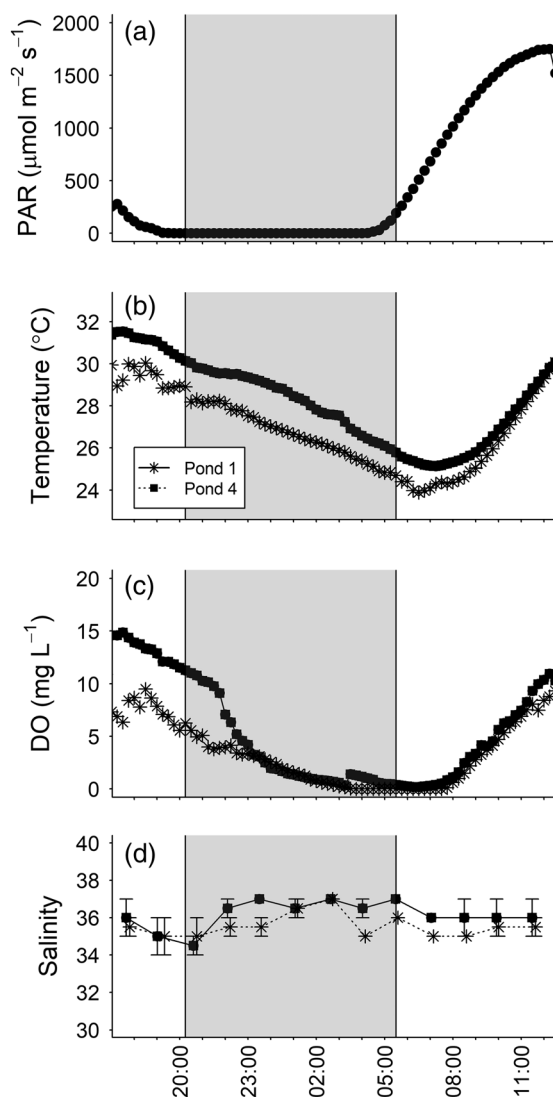 (a)
PAR (μmol m−2 s−1)
2000
1500
1000
500
0
(b)
Temperature (°C)
32
30
28
26
24
Pond 1
Pond 4
(c)
DO (mg L−1)
20
15
10
5
0
(d)
Salinity
40
38
36
34
32
30
20:00
23:00
02:00
05:00
08:00
11:00